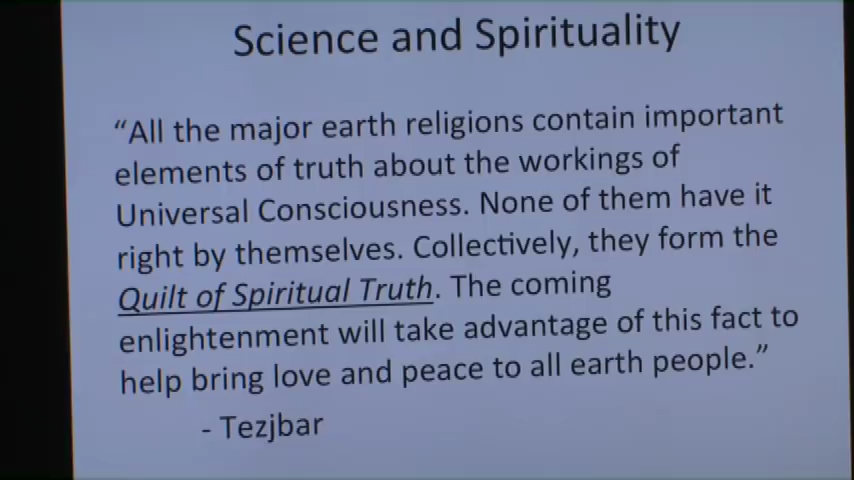 Science and Spirituality
“All the major earth religions contain important
elements of truth about the workings of
Universal Consciousness. None of them have it
right by themselves. Collectively, they form the
Quilt of Spiritual Truth. The coming
enlightenment will take advantage of this fact to
help bring love and peace to all earth people.”
- Tezjbar